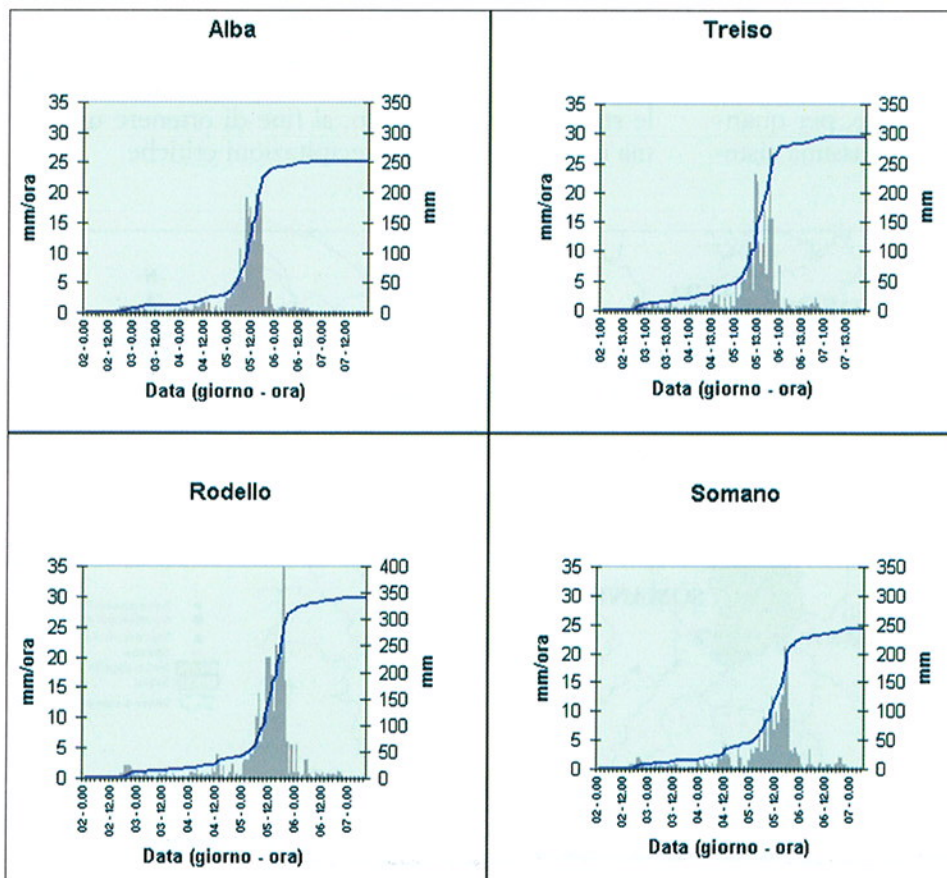 Alba
35
30
25
20
15
10
5
0
mm/ora
350
300
250
200
150
100
50
0
mm
02 - 0.00
02 - 12.00
03 - 0.00
03 - 12.00
04 - 0.00
04 - 12.00
05 - 0.00
05 - 12.00
06 - 0.00
06 - 12.00
07 - 0.00
07 - 12.00
Data (giorno - ora)
Treiso
35
30
25
20
15
10
5
0
mm/ora
350
300
250
200
150
100
50
0
mm
02 - 1.00
02 - 13.00
03 - 1.00
03 - 13.00
04 - 1.00
04 - 13.00
05 - 1.00
05 - 13.00
06 - 1.00
06 - 13.00
07 - 1.00
07 - 13.00
Data (giorno - ora)
Rodello
35
30
25
20
15
10
5
0
mm/ora
400
350
300
250
200
150
100
50
0
mm
02 - 0.00
02 - 12.00
03 - 0.00
03 - 12.00
04 - 0.00
04 - 12.00
05 - 0.00
05 - 12.00
06 - 0.00
06 - 12.00
07 - 0.00
Data (giorno - ora)
Somano
35
30
25
20
15
10
5
0
mm/ora
350
300
250
200
150
100
50
0
mm
02 - 0.00
02 - 12.00
03 - 0.00
03 - 12.00
04 - 0.00
04 - 12.00
05 - 0.00
05 - 12.00
06 - 0.00
06 - 12.00
07 - 0.00
Data (giorno - ora)